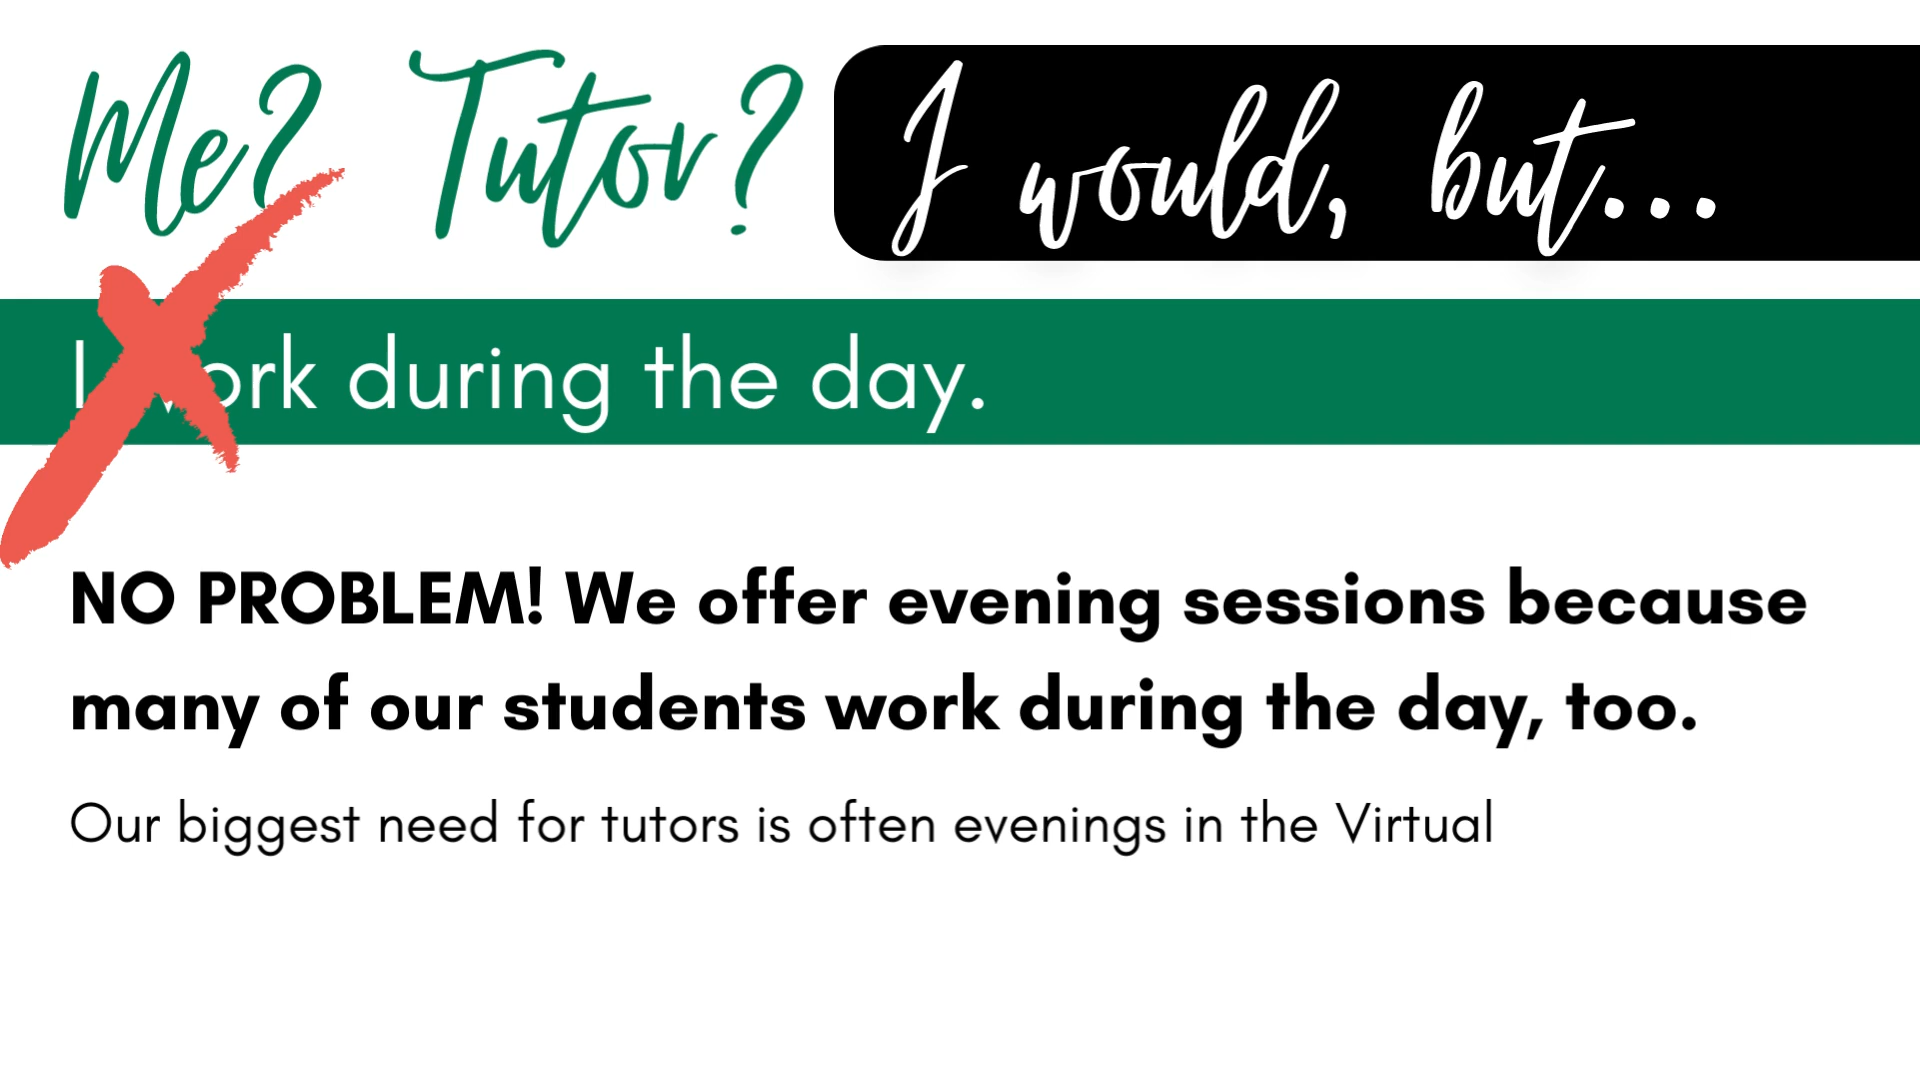 Me? Tutor? I would, but...
I work during the day.
NO PROBLEM! We offer evening sessions because
many of our students work during the day, too.
Our biggest need for tutors is often evenings in the Virtual